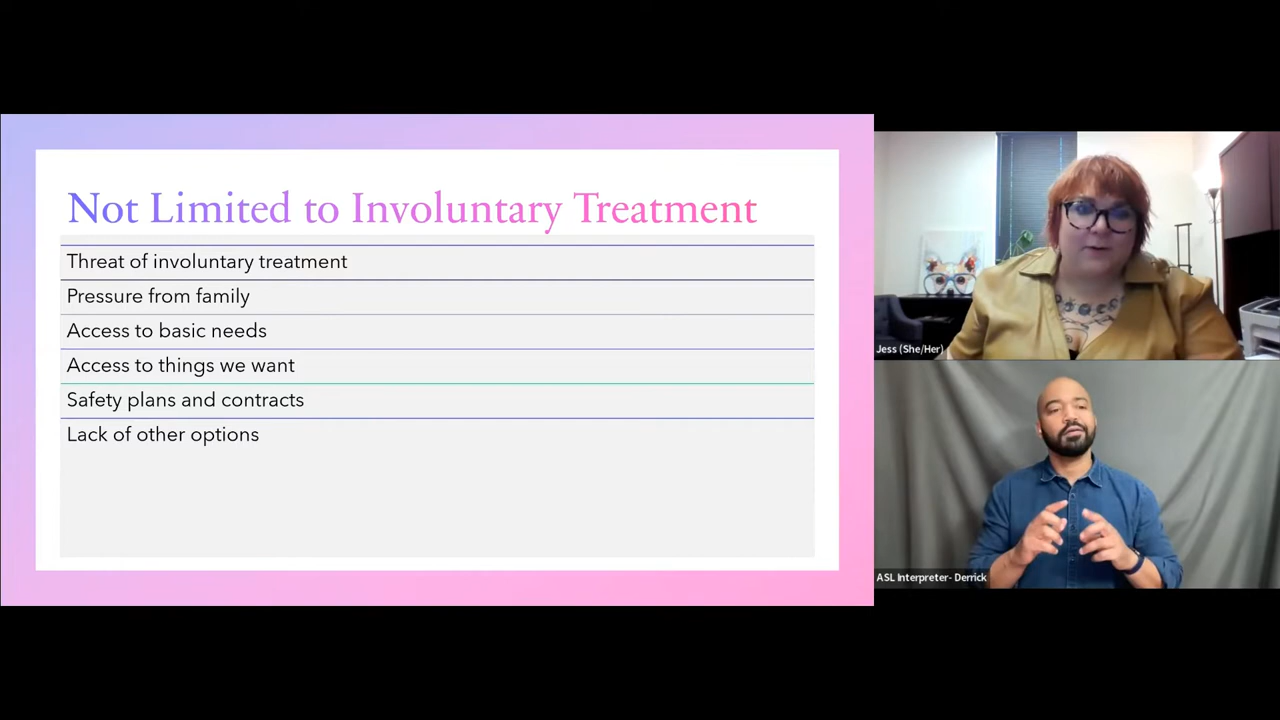 Not Limited to Involuntary Treatment
Threat of involuntary treatment
Pressure from family
Access to basic needs
Access to things we want
Safety plans and contracts
Lack of other options
Jess (She/Her)
ASL Interpreter- Derrick